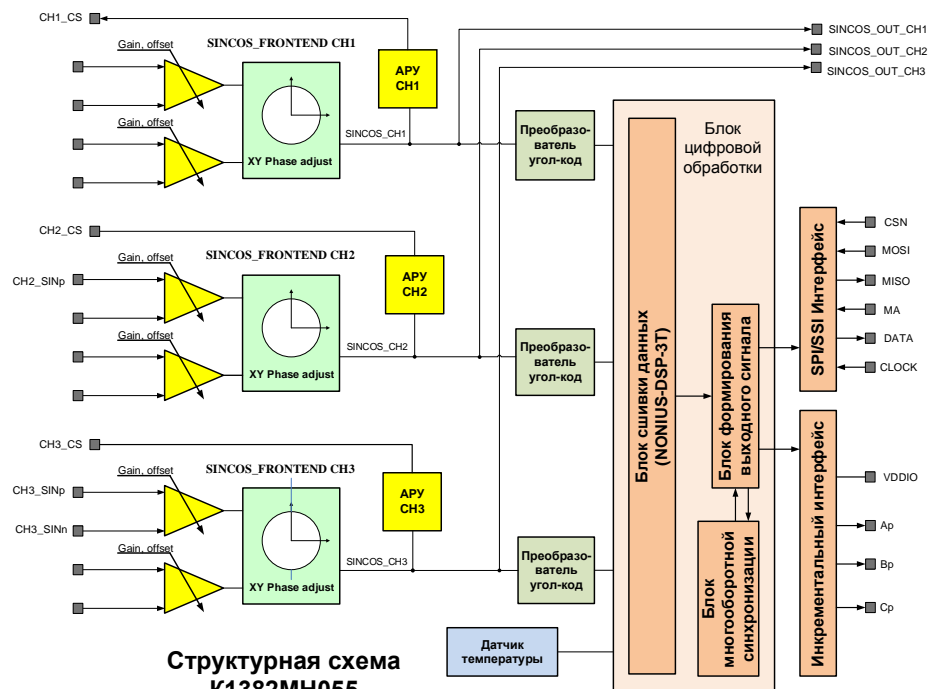 CH1_CS
Gain, offset
SINCOS_FRONTEND CH1
АРУ
CH1
SINCOS_OUT_CH1
SINCOS_OUT_CH2
SINCOS_OUT_CH3
Gain, offset
XY Phase adjust
SINCOS_CH1
Преобразо-
ватель
угол-код
Блок
цифровой
обработки
CH2_CS
Gain, offset
SINCOS_FRONTEND CH2
CH2_SINp
АРУ
CH2
Gain, offset
XY Phase adjust
SINCOS_CH2
Преобразо-
ватель
угол-код
Блок сшивки данных
(NONIUS-DSP-3T)
Блок формирования
выходного сигнала
SPI/SSI Интерфейс
CSN
MOSI
MISO
MA
DATA
CLOCK
CH3_CS
Gain, offset
SINCOS_FRONTEND CH3
CH3_SINp
CH3_SINn
АРУ
CH3
Gain, offset
XY Phase adjust
SINCOS_CH3
Преобразо-
ватель
угол-код
Блок
многооборотной
синхронизации
Инкрементальный интерфейс
VDDIO
Ap
Bp
Cp
Датчик
температуры
Структурная схема
К1382МН055